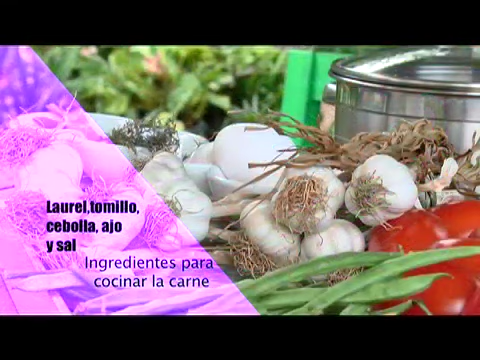 Laurel,tomillo,
cebolla, ajo
y sal
Ingredientes para
cocinar la carne